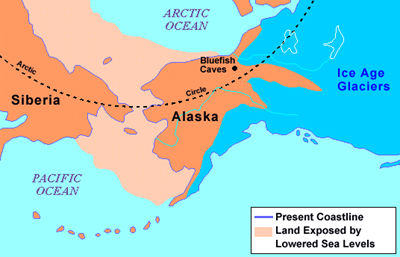 ARCTIC
OCEAN
Bluefish
Caves
Ice Age
Glaciers
Arctic
Circle
Siberia
Alaska
PACIFIC
OCEAN
Present Coastline
Land Exposed by
Lowered Sea Levels